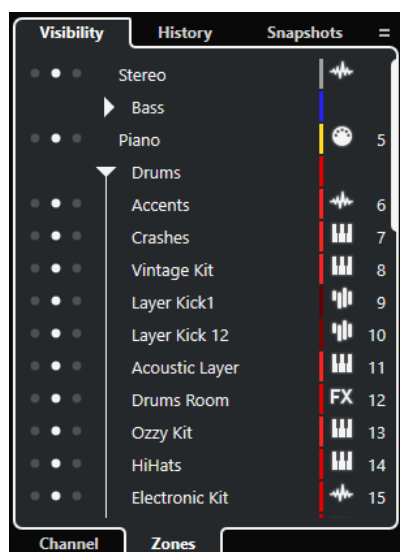 Visibility History Snapshots =
Stereo
Bass
Piano 5
Drums
Accents 6
Crashes 7
Vintage Kit 8
Layer Kick1 9
Layer Kick 12 10
Acoustic Layer 11
Drums Room FX 12
Ozzy Kit 13
HiHats 14
Electronic Kit 15
Channel Zones